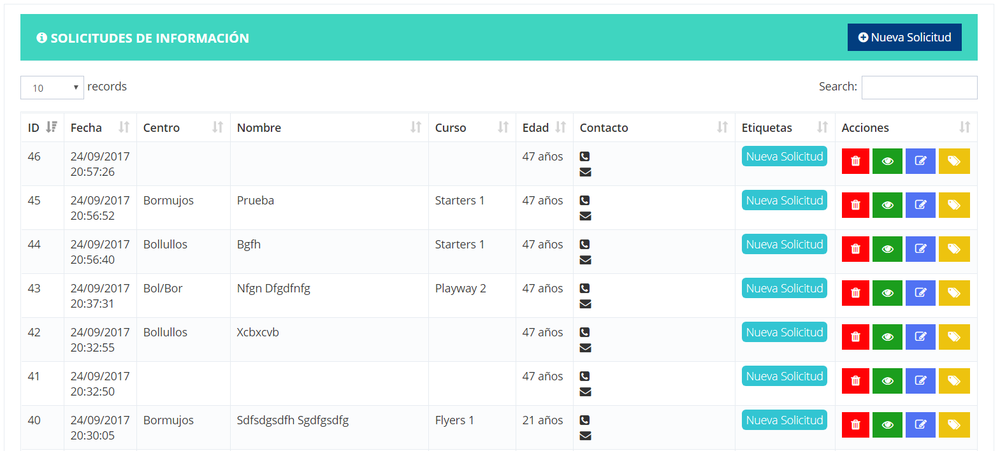 SOLICITUDES DE INFORMACIÓN
Nueva Solicitud
10 records
Search:
ID Fecha Centro Nombre Curso Edad Contacto Etiquetas Acciones
46 24/09/2017 47 años Nueva Solicitud
20:57:26
45 24/09/2017 Bormujos Prueba Starters 1 47 años Nueva Solicitud
20:56:52
44 24/09/2017 Bollullos Bgfh Starters 1 47 años Nueva Solicitud
20:56:40
43 24/09/2017 Bol/Bor Nfgn Dfgdfnfg Playway 2 47 años Nueva Solicitud
20:37:31
42 24/09/2017 Bollullos Xcbxcvb 47 años Nueva Solicitud
20:32:55
41 24/09/2017 47 años Nueva Solicitud
20:32:50
40 24/09/2017 Bormujos Sdfsdgsdfh Sgdfgsdfg Flyers 1 21 años Nueva Solicitud
20:30:05